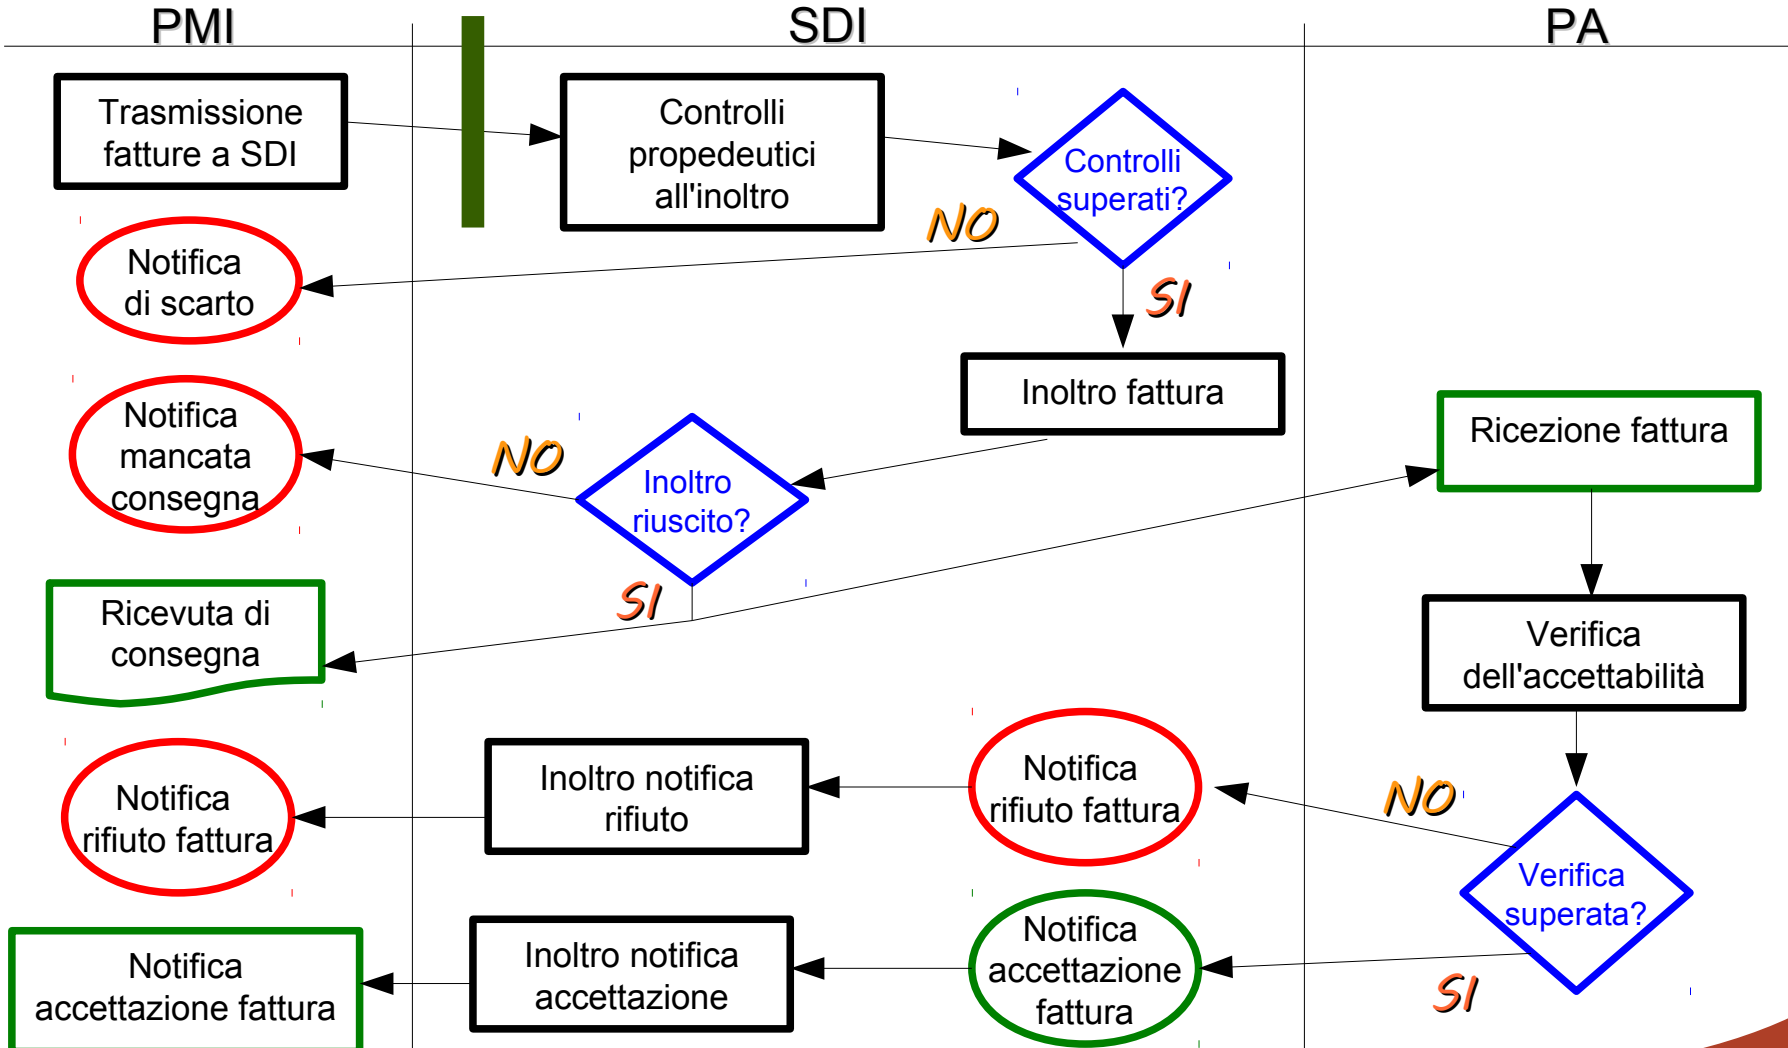 PMI
SDI
PA
Trasmissione
fatture a SDI
Controlli
propedeutici
all'inoltro
Controlli
superati?
NO
Notifica
di scarto
SI
Inoltro fattura
Notifica
mancata
consegna
NO
Inoltro
riuscito?
Ricezione fattura
SI
Ricevuta di
consegna
Verifica
dell'accettabilità
Notifica
rifiuto fattura
Inoltro notifica
rifiuto
Notifica
rifiuto fattura
NO
Verifica
superata?
Notifica
accettazione fattura
Inoltro notifica
accettazione
Notifica
accettazione
fattura
SI